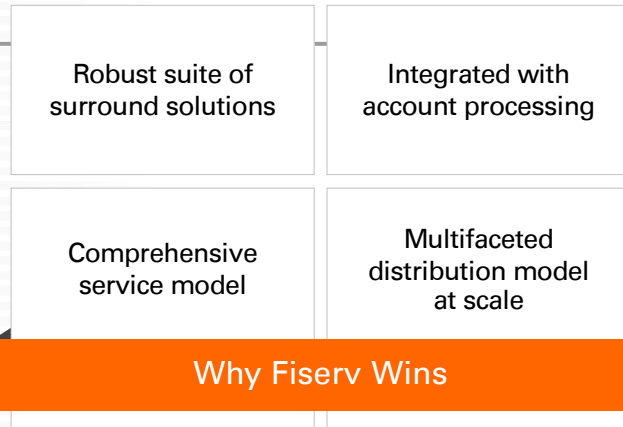 Robust suite of
surround solutions
Integrated with
account processing
Comprehensive
service model
Multifaceted
distribution model
at scale
Why Fiserv Wins